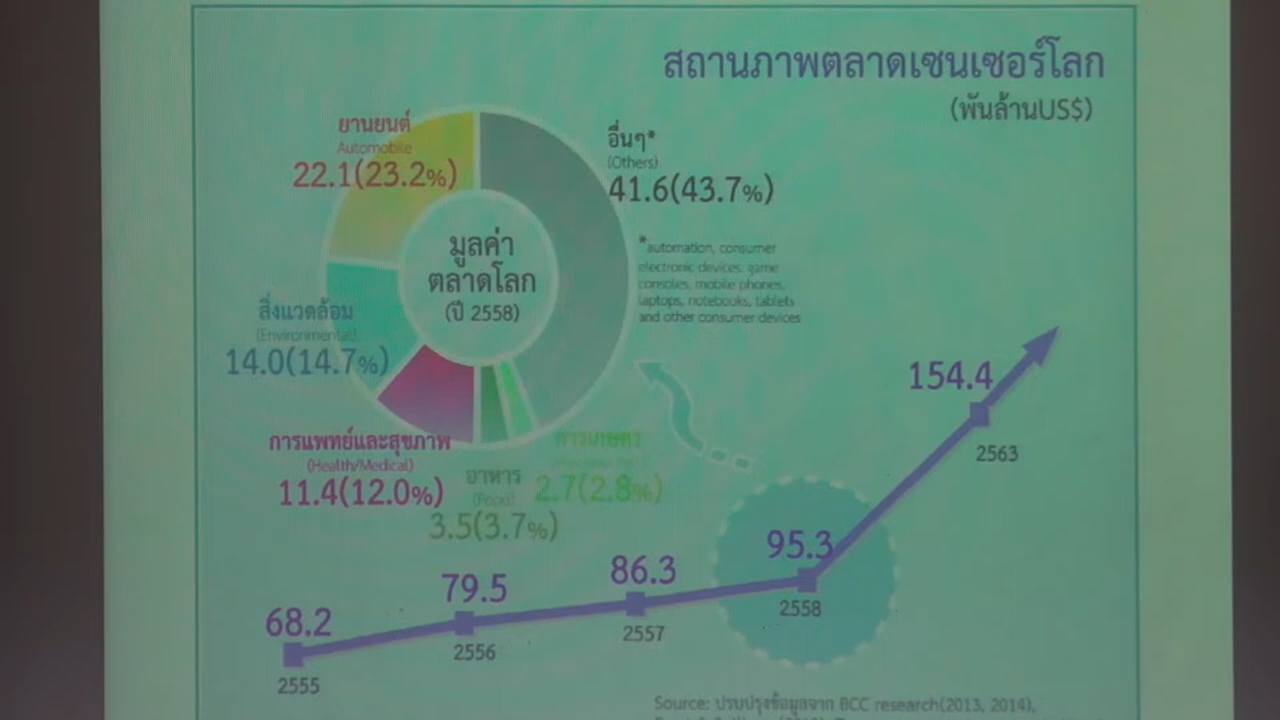 สถานภาพตลาดเซนเซอร์โลก
(พันล้านUS$)
ยานยนต์
Automobile
22.1(23.2%)
อื่นๆ*
(Others)
41.6(43.7%)
*automation, consumer
electronic devices, game
consoles, mobile phones,
laptops, notebooks, tablets
and other consumer devices
มูลค่า
ตลาดโลก
(ปี 2558)
สิ่งแวดล้อม
(Environmental)
14.0(14.7%)
การแพทย์และสุขภาพ
(Health/Medical)
11.4(12.0%)
อาหาร
(Food)
3.5(3.7%)
การเกษตร
2.7(2.8%)
68.2
2555
79.5
2556
86.3
2557
95.3
2558
154.4
2563
Source: ปรับปรุงข้อมูลจาก BCC research(2013, 2014),